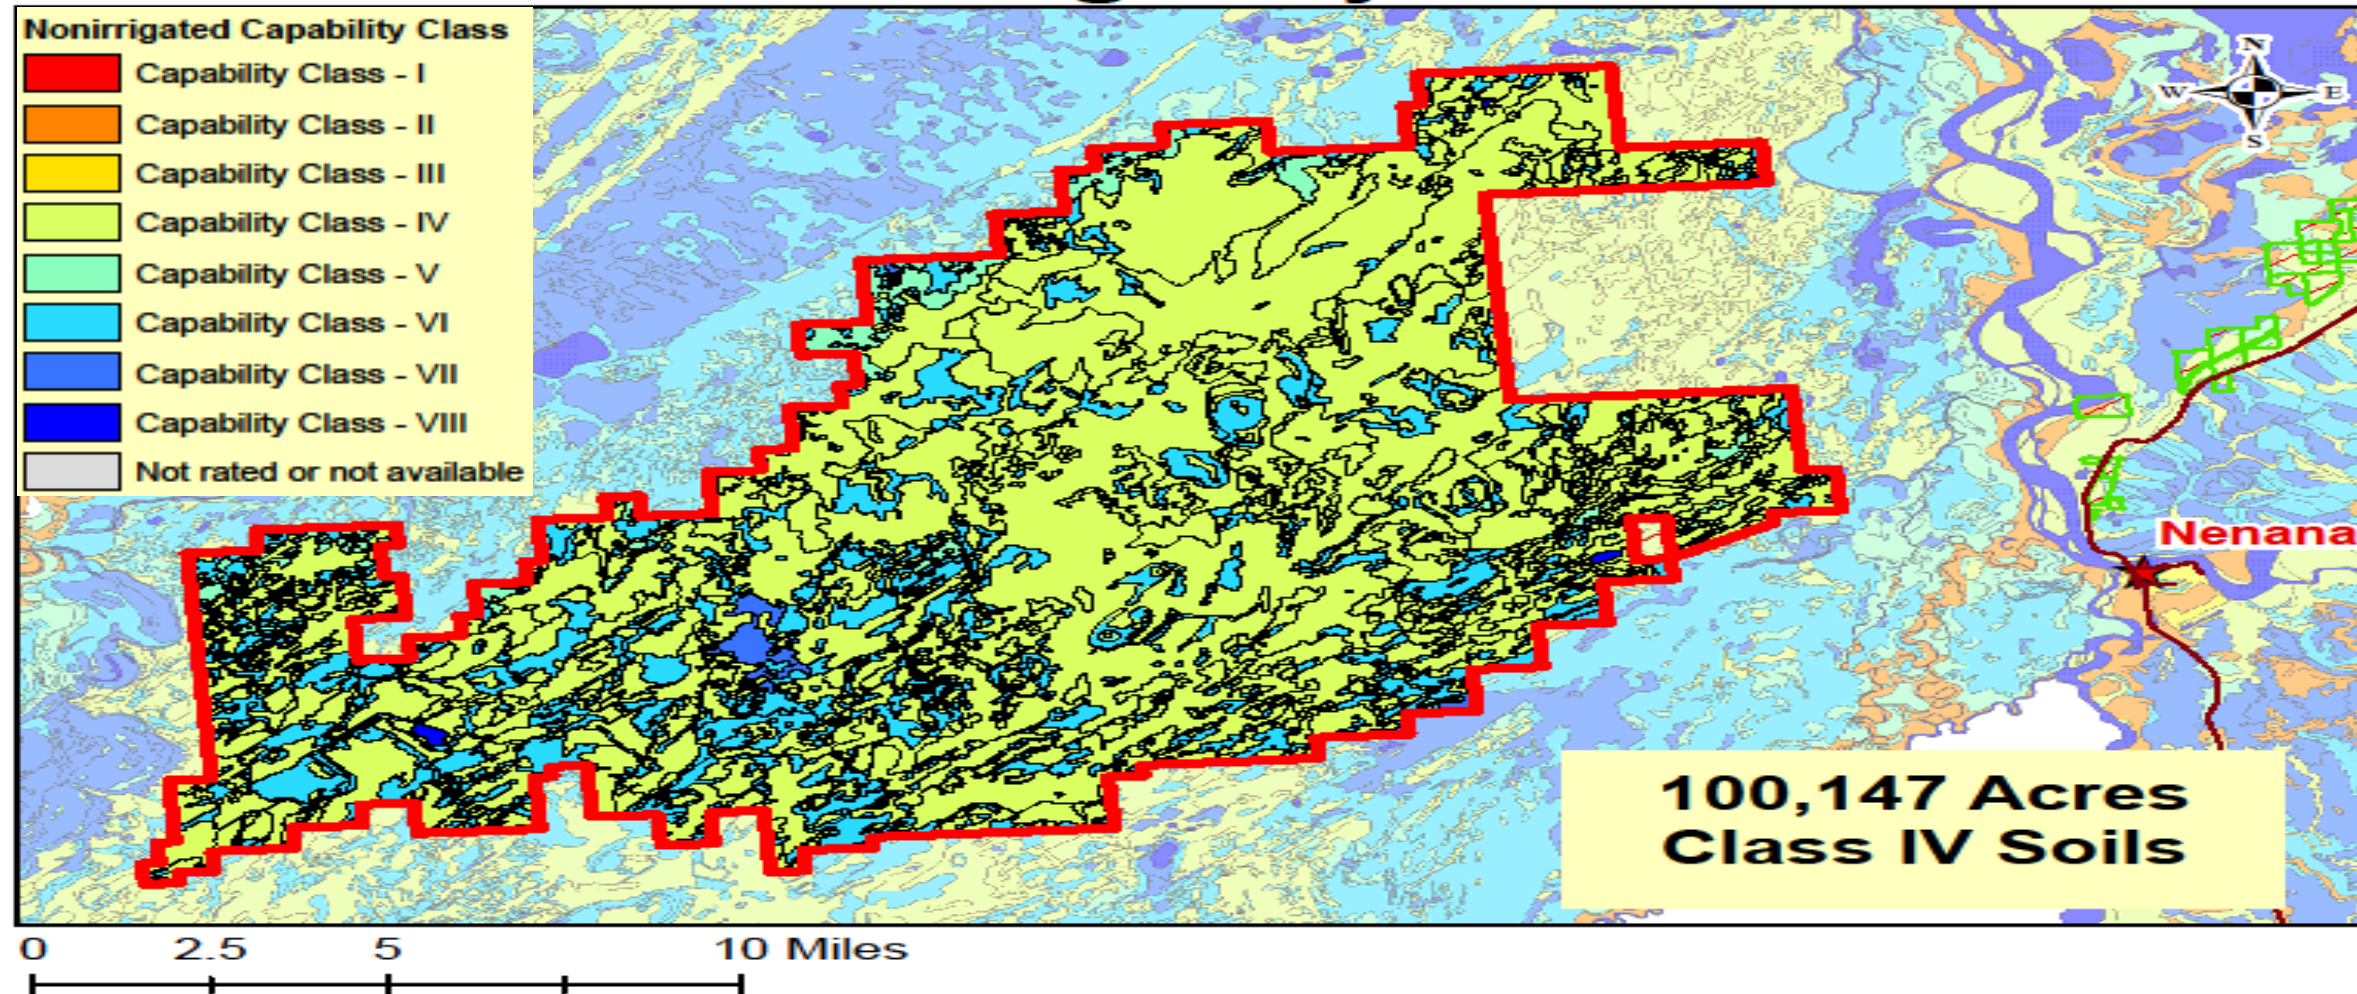 Nonirrigated Capability Class
Capability Class - I
Capability Class - II
Capability Class - III
Capability Class - IV
Capability Class - V
Capability Class - VI
Capability Class - VII
Capability Class - VIII
Not rated or not available
N
W E
S
Nenana
100,147 Acres
Class IV Soils
0 2.5 5 10 Miles